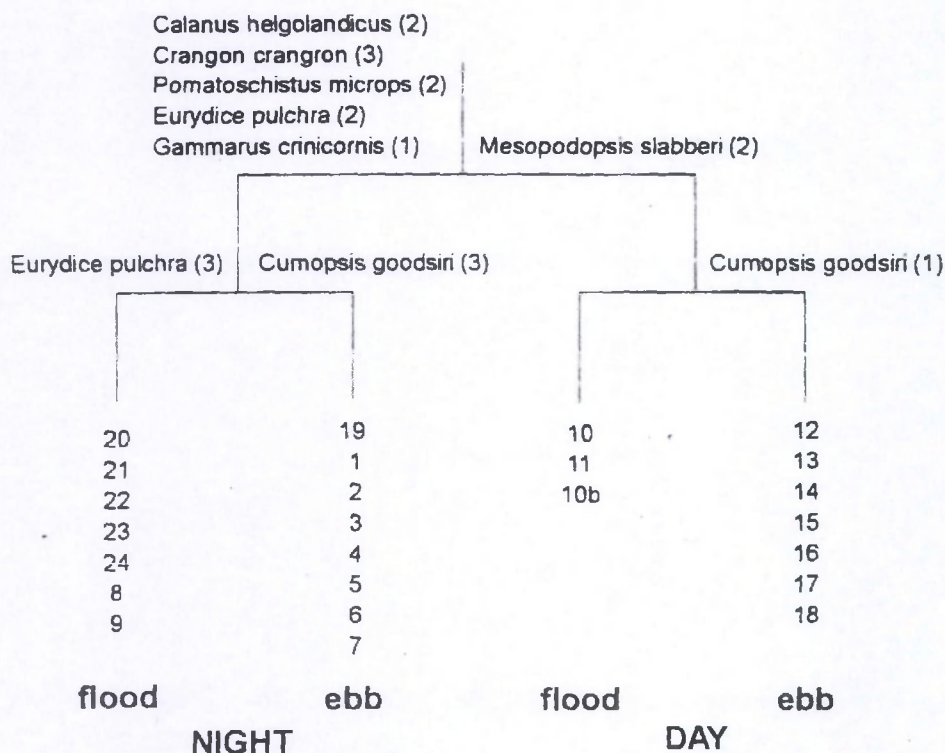 Calanus helgolandicus (2)
Crangon crangron (3)
Pomatoschistus microps (2)
Eurydice pulchra (2)
Gammarus crinicornis (1) Mesopodopsis slabberi (2)
Eurydice pulchra (3) Cumopsis goodsiri (3) Cumopsis goodsiri (1)
20 19 10 12
21 1 11 13
22 2 10b 14
23 3 15
24 4 16
8 5 17
9 6 18
7
flood ebb flood ebb
NIGHT DAY